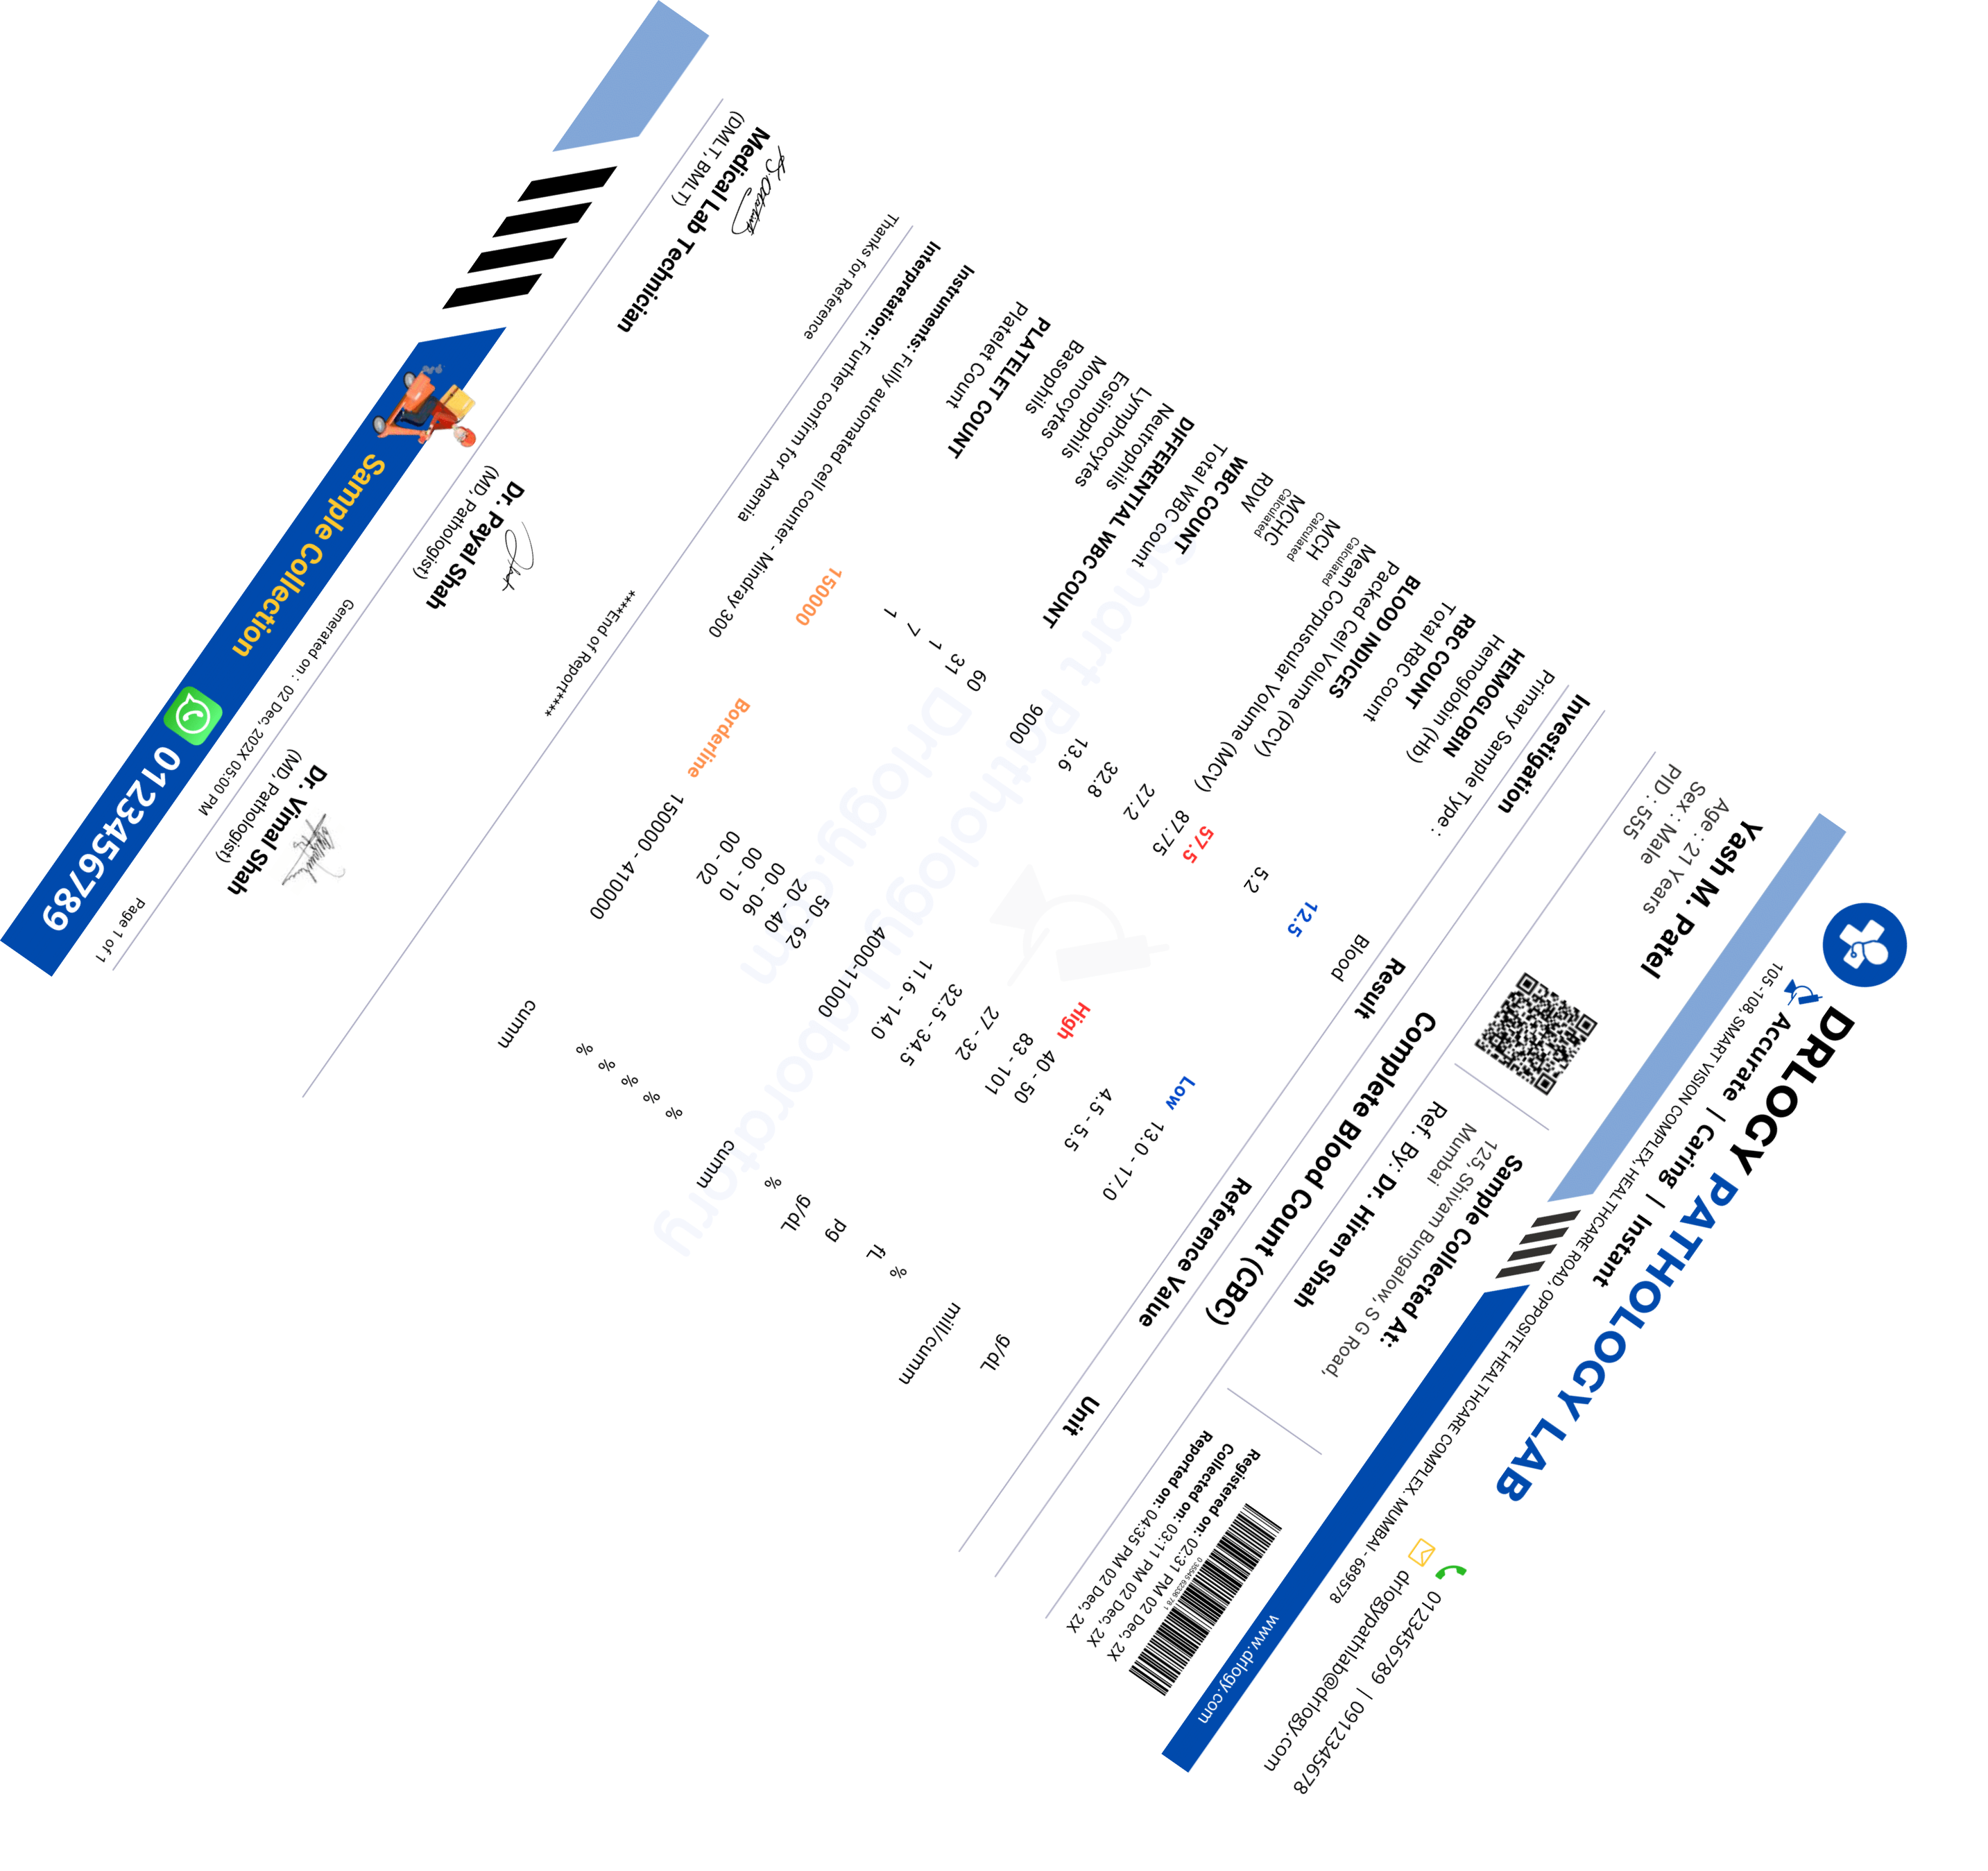 DRLOGY PATHOLOGY LAB
Accurate | Caring | Instant
0123456789 | 0912345678
drlogypathlab@drlogy.com
105 -108, SMART VISION COMPLEX, HEALTHCARE ROAD, OPPOSITE HEALTHCARE COMPLEX. MUMBAI - 689578
www.drlogy.com
Yash M. Patel
Age : 21 Years
Sex : Male
PID : 555
Sample Collected At:
125, Shivam Bungalow, S G Road,
Mumbai
Ref. By: Dr. Hiren Shah
Registered on: 02:31 PM 02 Dec, 2X
Collected on: 03:11 PM 02 Dec, 2X
Reported on: 04:35 PM 02 Dec, 2X
Complete Blood Count (CBC)
Investigation Result Reference Value Unit
Primary Sample Type : Blood
HEMOGLOBIN
Hemoglobin (Hb) 12.5 Low 13.0 - 17.0 g/dL
RBC COUNT
Total RBC count 5.2 4.5 - 5.5 mill/cumm
BLOOD INDICES
Packed Cell Volume (PCV) 57.5 High 40 - 50 %
Mean Corpuscular Volume (MCV) 87.75 83 - 101 fL
Calculated
MCH 27.2 27 - 32 pg
Calculated
MCHC 32.8 32.5 - 34.5 g/dL
Calculated
RDW 13.6 11.6 - 14.0 %
WBC COUNT
Total WBC count 9000 4000-11000 cumm
DIFFERENTIAL WBC COUNT
Neutrophils 60 50 - 62 %
Lymphocytes 31 20 - 40 %
Eosinophils 1 00 - 06 %
Monocytes 7 00 - 10 %
Basophils 1 00 - 02 %
PLATELET COUNT
Platelet Count 150000 Borderline 150000 - 410000 cumm
Instruments: Fully automated cell counter - Mindray 300
Interpretation: Further confirm for Anemia
Smart Pathology Laboratory
Drlogy.com
Thanks for Reference
****End of Report****
Medical Lab Technician
(DMLT, BMLT)
Dr. Payal Shah
(MD, Pathologist)
Dr. Vimal Shah
(MD, Pathologist)
Generated on : 02 Dec, 202X 05:00 PM
Page 1 of 1
Sample Collection
0123456789